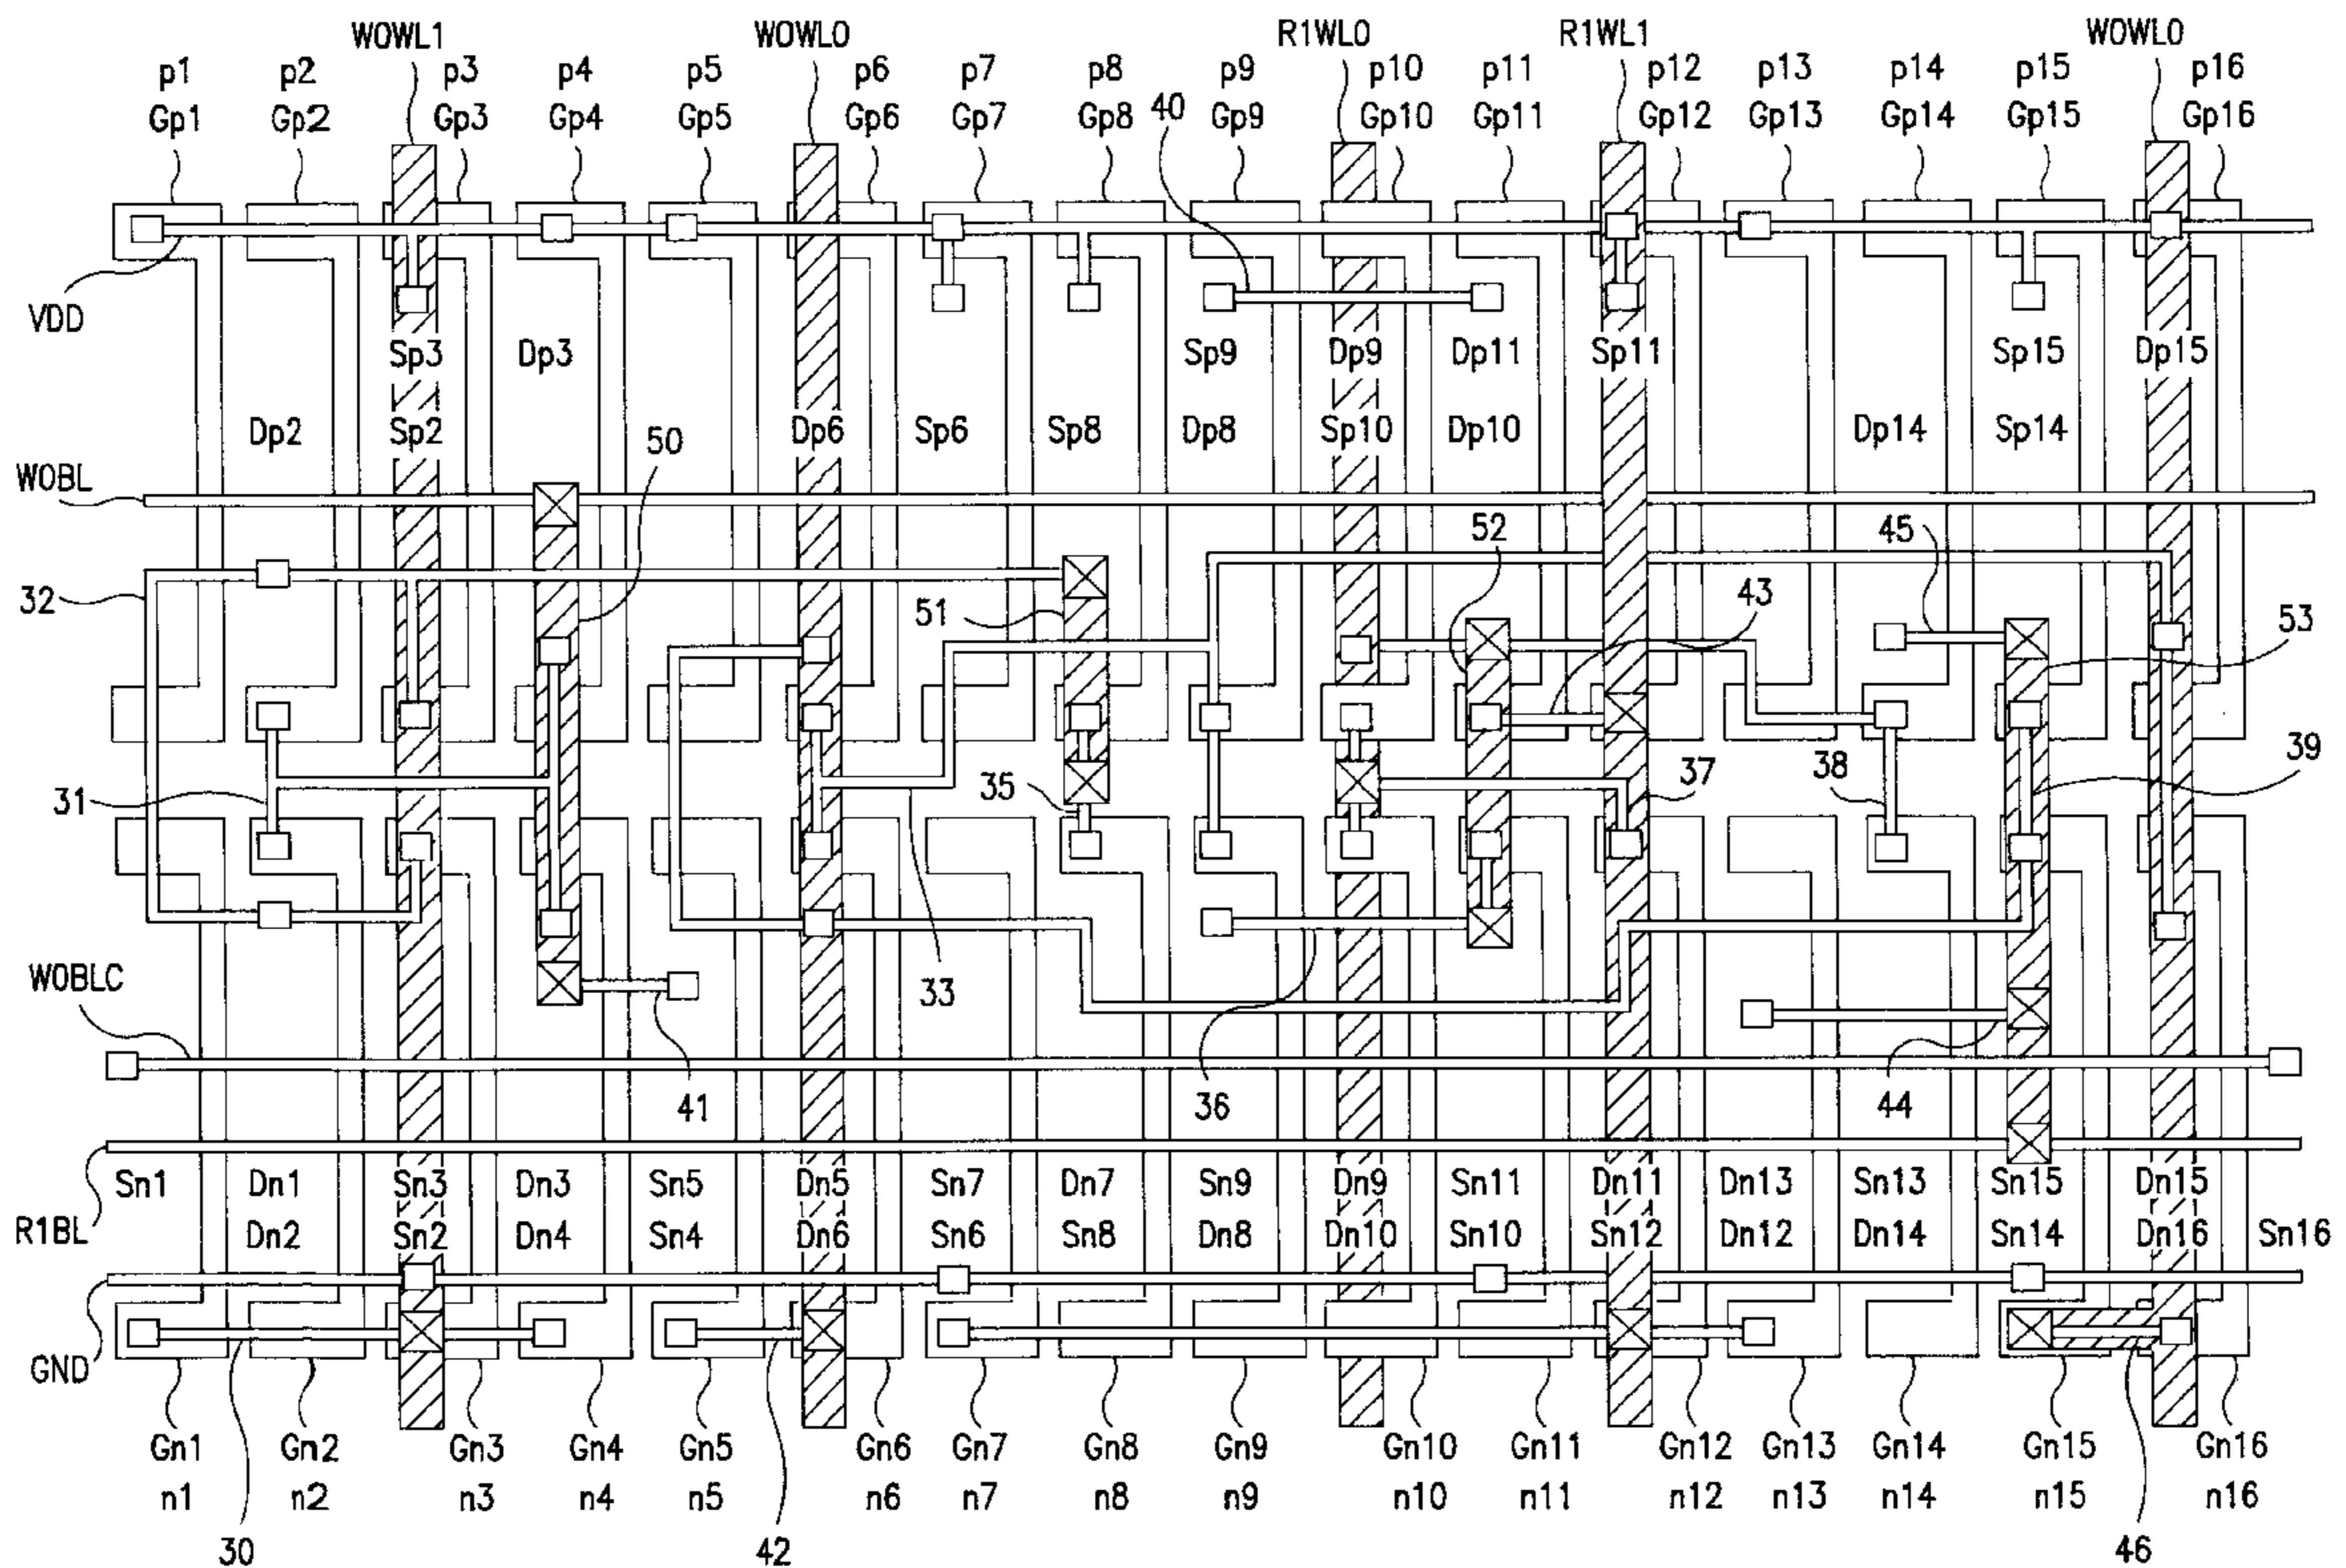 W0WL1 W0WL0 R1WL0 R1WL1 W0WL0
p1 p2 p3 p4 p5 p6 p7 p8 p9 p10 p11 p12 p13 p14 p15 p16
Gp1 Gp2 Gp3 Gp4 Gp5 Gp6 Gp7 Gp8 Gp9 40 Gp10 Gp11 Gp12 Gp13 Gp14 Gp15 Gp16
VDD
Sp3 Dp3 Sp9 Dp9 Dp11 Sp11 Sp15 Dp15
Dp2 Sp2 50 Dp6 Sp6 Sp8 Dp8 Sp10 Dp10 Dp14 Sp14
W0BL
52 45
32 51 43 53
31 35 37 38 39
W0BLC 33
41 36 44
Sn1 Dn1 Sn3 Dn3 Sn5 Dn5 Sn7 Dn7 Sn9 Dn9 Sn11 Dn11 Dn13 Sn13 Sn15 Dn15
R1BL Dn2 Sn2 Dn4 Sn4 Dn6 Sn6 Sn8 Dn8 Dn10 Sn10 Sn12 Dn12 Dn14 Sn14 Dn16 Sn16
GND
Gn1 Gn2 Gn3 Gn4 Gn5 Gn6 Gn7 Gn8 Gn9 Gn10 Gn11 Gn12 Gn13 Gn14 Gn15 Gn16
n1 n2 n3 n4 n5 n6 n7 n8 n9 n10 n11 n12 n13 n14 n15 n16
30 42 46